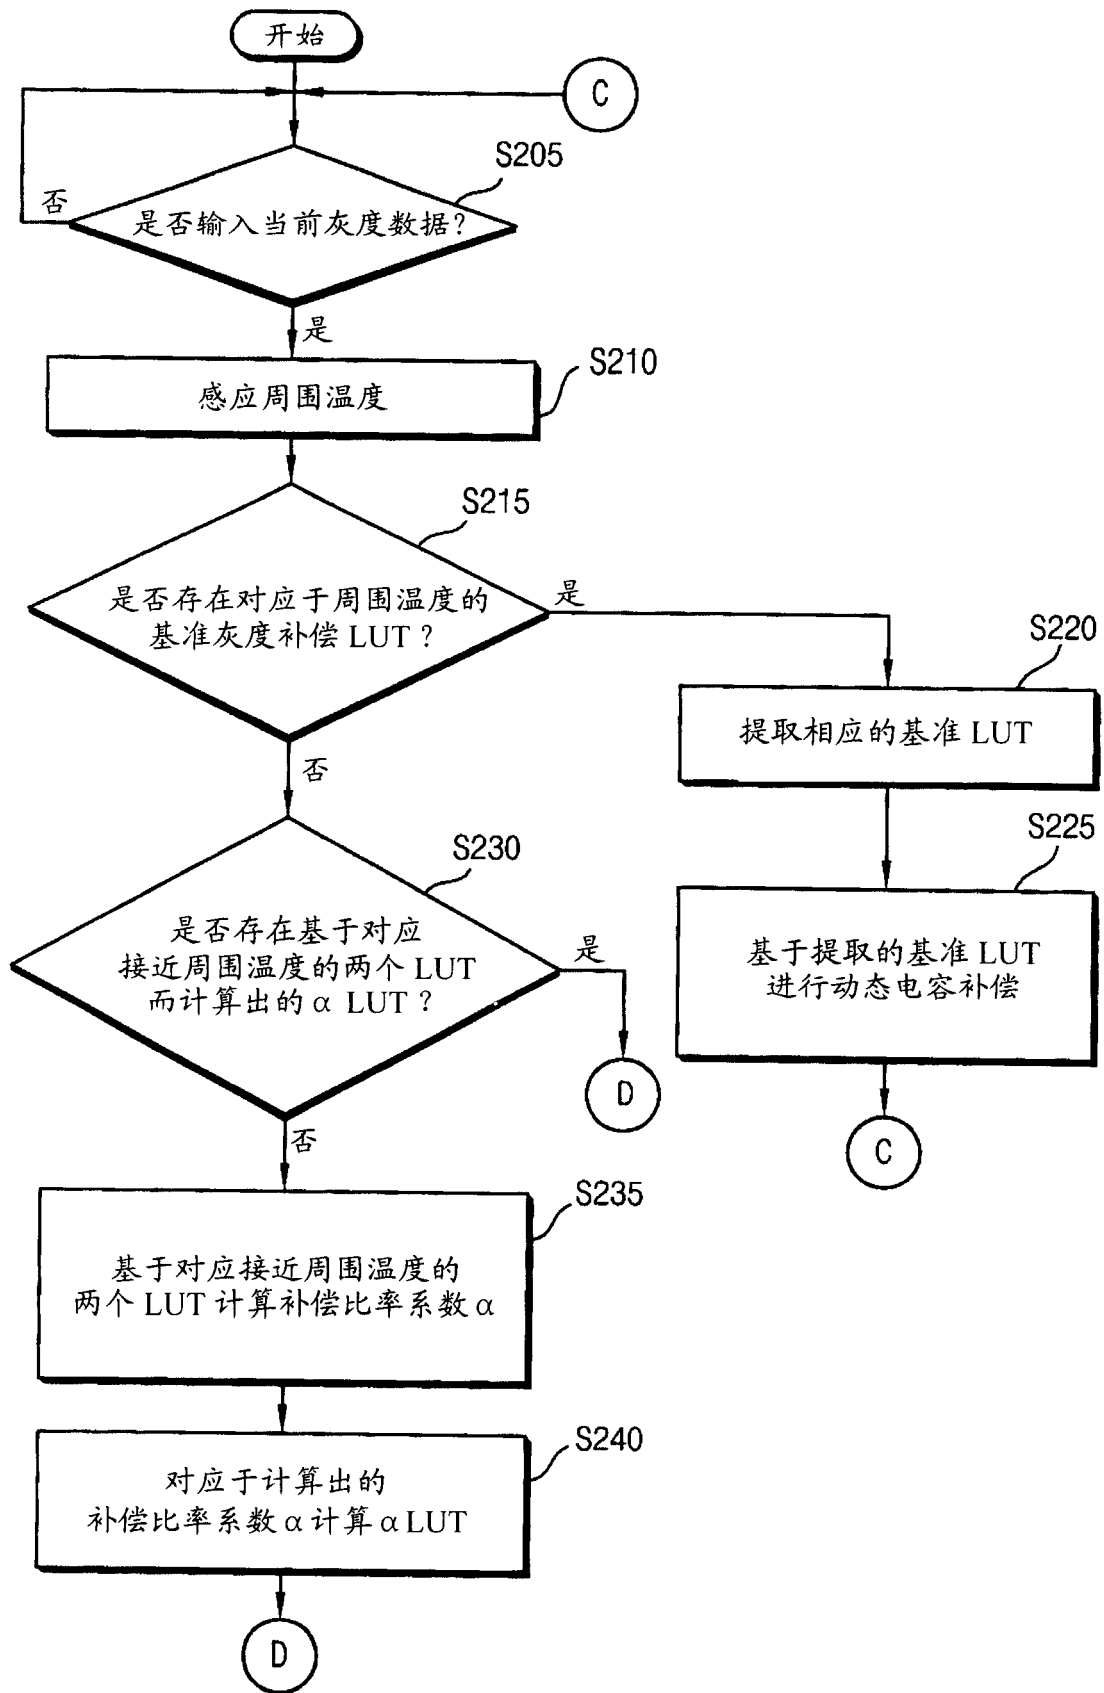 开始
C
S205
否
是否输入当前灰度数据?
是
S210
感应周围温度
S215
是否存在对应于周围温度的
基准灰度补偿 LUT ?
是
S220
提取相应的基准 LUT
否
S225
基于提取的基准 LUT
进行动态电容补偿
S230
是否存在基于对应
接近周围温度的两个 LUT
而计算出的 α LUT ?
是
D
C
否
S235
基于对应接近周围温度的
两个 LUT 计算补偿比率系数 α
S240
对应于计算出的
补偿比率系数 α 计算 α LUT
D